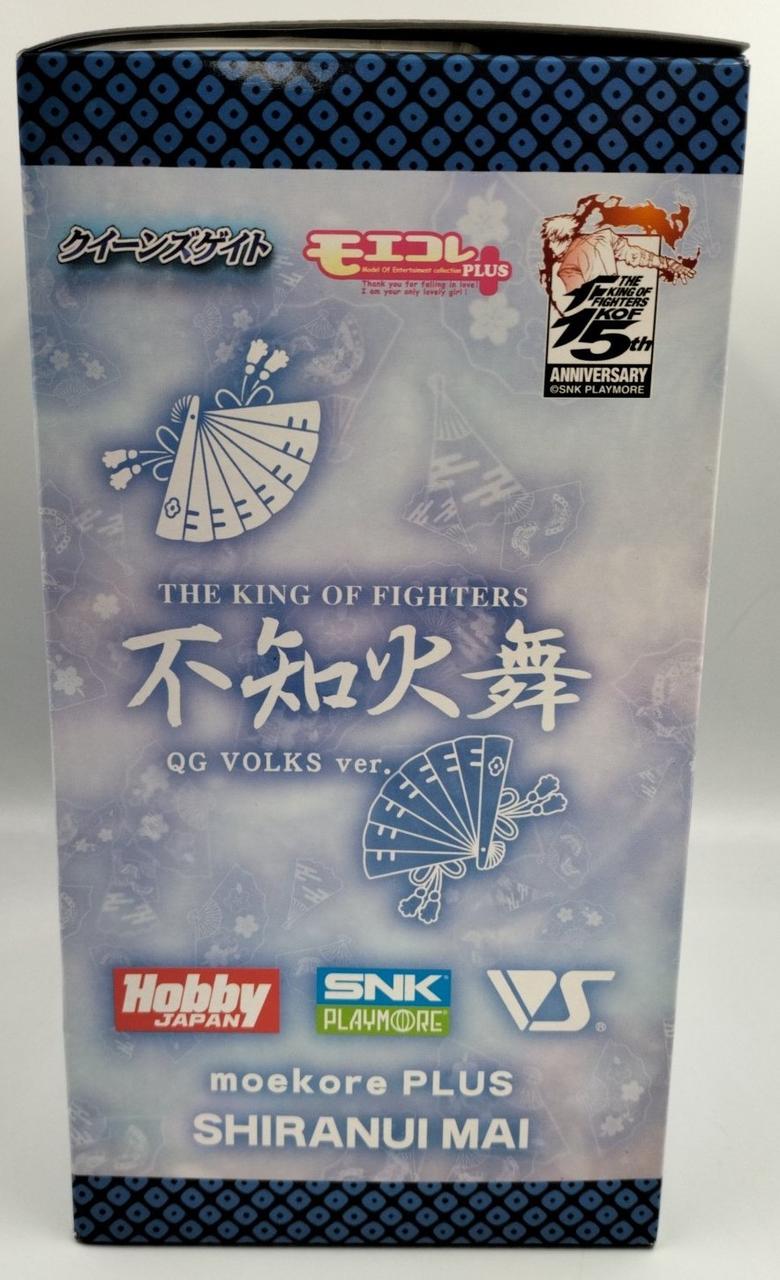 クイーンズゲイト
モエコレ
PLUS
Model Of Entertaiment collection
Thank you for falling in love!
I am your only lovely girl!
THE
KING OF
FIGHTERS
KOF
15th
ANNIVERSARY
©SNK PLAYMORE
THE KING OF FIGHTERS
不知火舞
QG VOLKS ver.
Hobby
JAPAN
SNK
PLAYMORE
VS®
moekore PLUS
SHIRANUI MAI